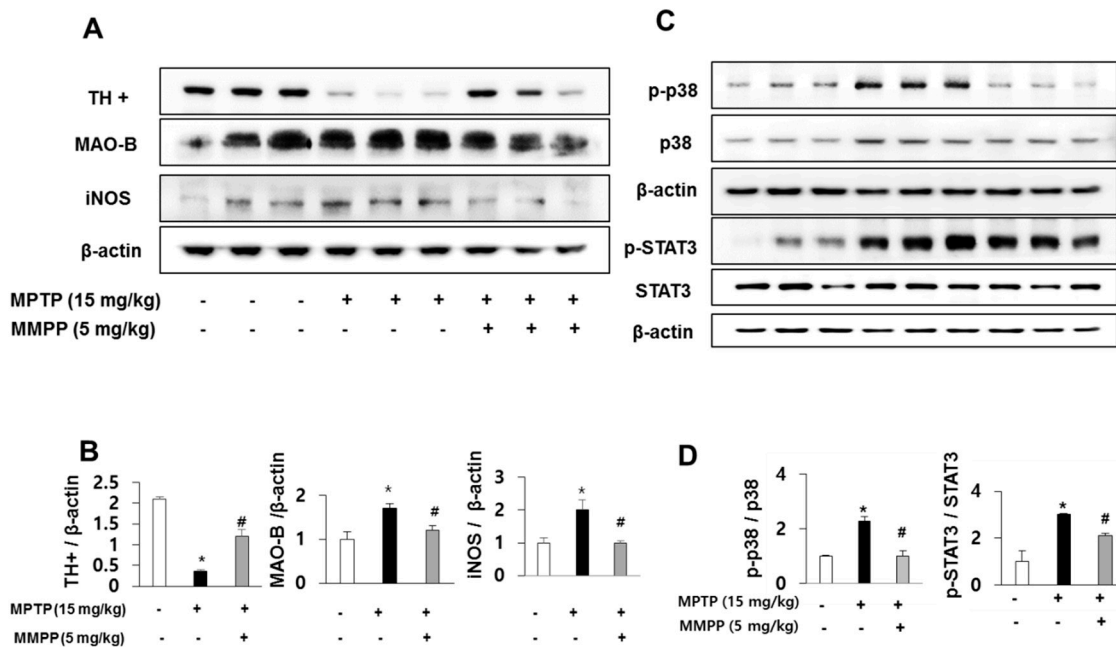 A
TH +
MAO-B
iNOS
β-actin
MPTP (15 mg/kg) - - - + + + + + +
MMPP (5 mg/kg) - - - - - - + + +
C
p-p38
p38
β-actin
p-STAT3
STAT3
β-actin
B
TH+ / β-actin
2.5
2
1.5
1
0.5
0
*
#
MAO-B /β-actin
2
1
0
*
#
iNOS / β-actin
3
2
1
0
*
#
MPTP (15 mg/kg) - + + - + + - + +
MMPP (5 mg/kg) - - + - - + - - +
D
p-p38 / p38
4
2
0
*
#
p-STAT3 / STAT3
4
2
0
*
#
MPTP (15 mg/kg) - + + - + +
MMPP (5 mg/kg) - - + - - +